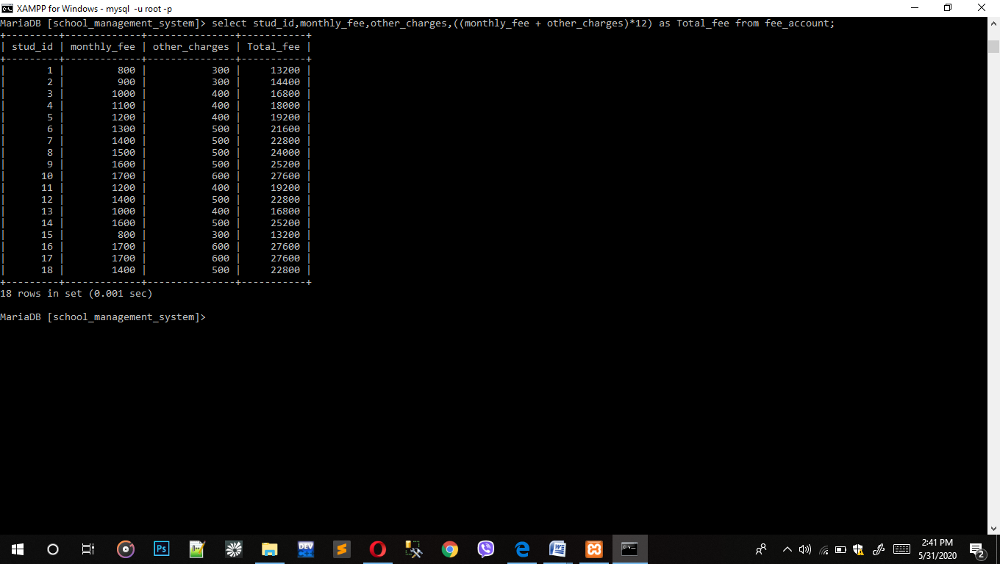 XAMPP for Windows - mysql  -u root -p
MariaDB [school_management_system]> select stud_id,monthly_fee,other_charges,((monthly_fee + other_charges)*12) as Total_fee from fee_account;
+---------+-------------+---------------+-----------+
| stud_id | monthly_fee | other_charges | Total_fee |
+---------+-------------+---------------+-----------+
|       1 |         800 |           300 |     13200 |
|       2 |         900 |           300 |     14400 |
|       3 |        1000 |           400 |     16800 |
|       4 |        1100 |           400 |     18000 |
|       5 |        1200 |           400 |     19200 |
|       6 |        1300 |           500 |     21600 |
|       7 |        1400 |           500 |     22800 |
|       8 |        1500 |           500 |     24000 |
|       9 |        1600 |           500 |     25200 |
|      10 |        1700 |           600 |     27600 |
|      11 |        1200 |           400 |     19200 |
|      12 |        1400 |           500 |     22800 |
|      13 |        1000 |           400 |     16800 |
|      14 |        1600 |           500 |     25200 |
|      15 |         800 |           300 |     13200 |
|      16 |        1700 |           600 |     27600 |
|      17 |        1700 |           600 |     27600 |
|      18 |        1400 |           500 |     22800 |
+---------+-------------+---------------+-----------+
18 rows in set (0.001 sec)
MariaDB [school_management_system]>
Ps
DEV
2:41 PM
5/31/2020
2